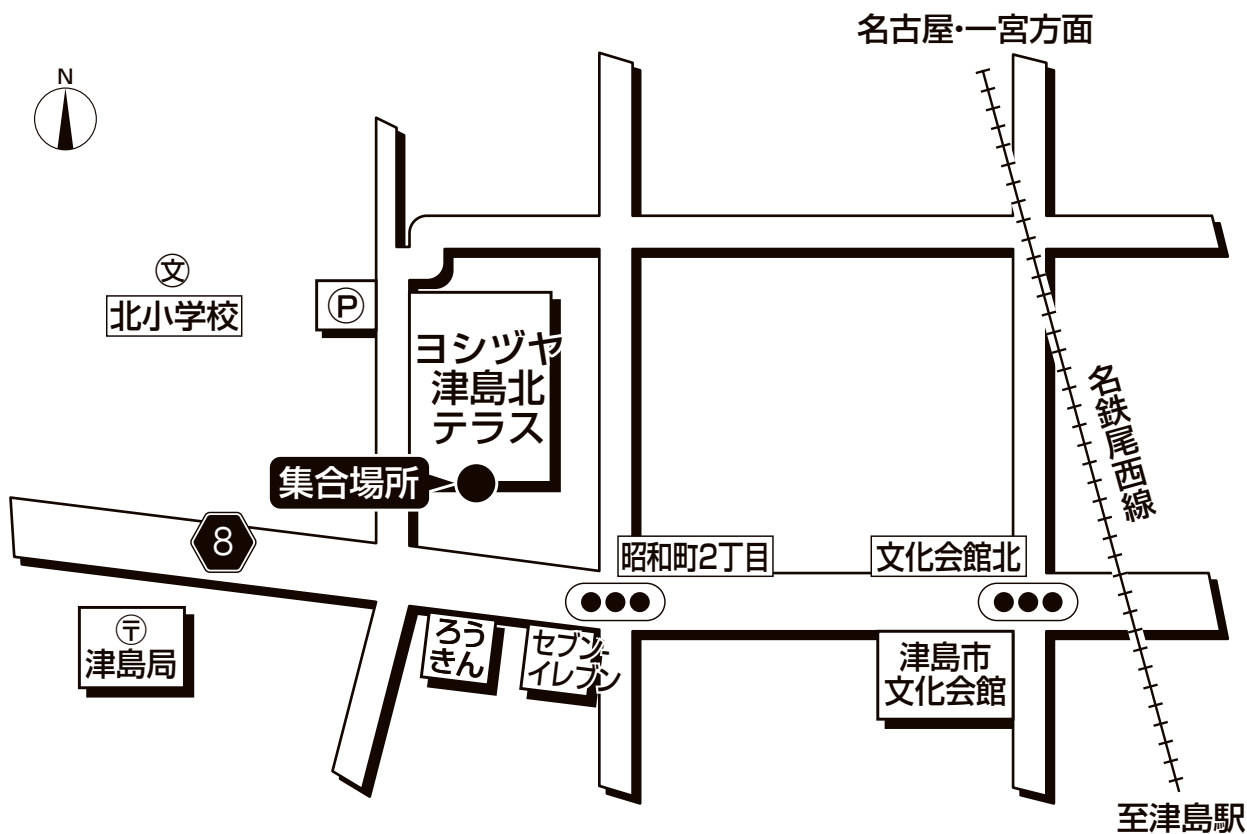 名古屋・一宮方面
N
文
北小学校
P
ヨシヅヤ
津島北
テラス
名鉄尾西線
集合場所
8
昭和町2丁目
文化会館北
〒
津島局
ろう
きん
セブン-
イレブン
津島市
文化会館
至津島駅